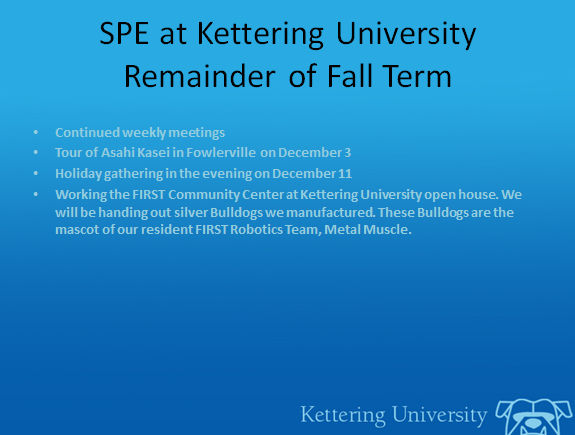 SPE at Kettering University
Remainder of Fall Term
• Continued weekly meetings
• Tour of Asahi Kasei in Fowlerville on December 3
• Holiday gathering in the evening on December 11
• Working the FIRST Community Center at Kettering University open house. We
will be handing out silver Bulldogs we manufactured. These Bulldogs are the
mascot of our resident FIRST Robotics Team, Metal Muscle.
Kettering University